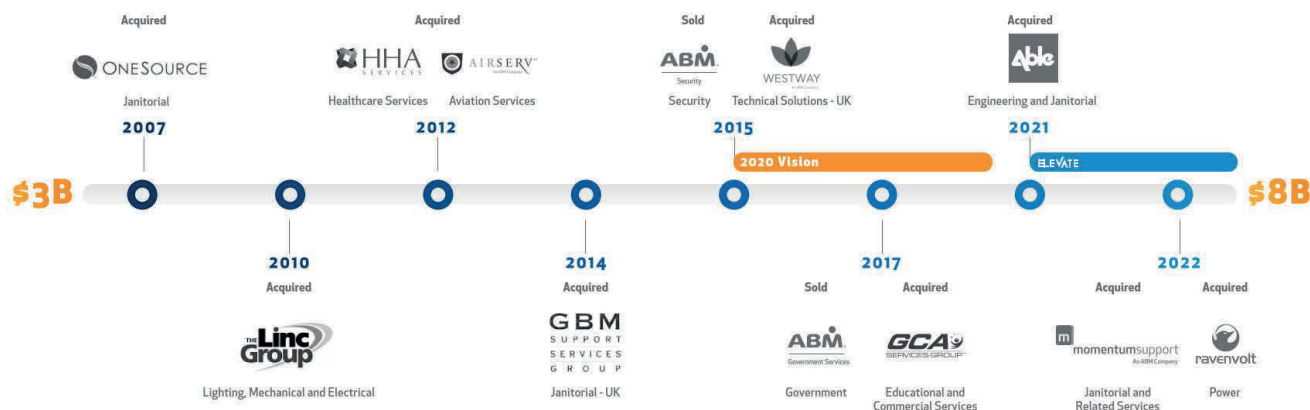 Acquired
Acquired
Sold
Acquired
Acquired
ONESOURCE
HHA
SERVICES
AIRSERV
ABM
Security
WESTWAY
Able
Janitorial
Healthcare Services
Aviation Services
Security
Technical Solutions - UK
Engineering and Janitorial
2007
2012
2015
2021
2020 Vision
ELEVATE
$3B
$8B
2010
2014
2017
2022
Acquired
Acquired
Sold
Acquired
Acquired
Acquired
THE Linc
Group
GBM
SUPPORT
SERVICES
GROUP
ABM
Government Services
GCA
SERVICES GROUP
m
momentumsupport
An ABM Company
ravenvolt
Lighting, Mechanical and Electrical
Janitorial - UK
Government
Educational and
Commercial Services
Janitorial and
Related Services
Power